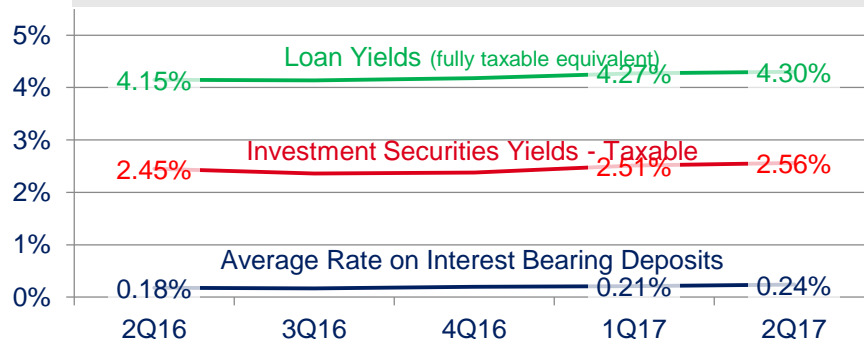 5%
Loan Yields (fully taxable equivalent)
4.15% 4.27% 4.30%
4%
3%
Investment Securities Yields - Taxable
2.45% 2.51% 2.56%
2%
1%
Average Rate on Interest Bearing Deposits
0.18% 0.21% 0.24%
0%
2Q16 3Q16 4Q16 1Q17 2Q17